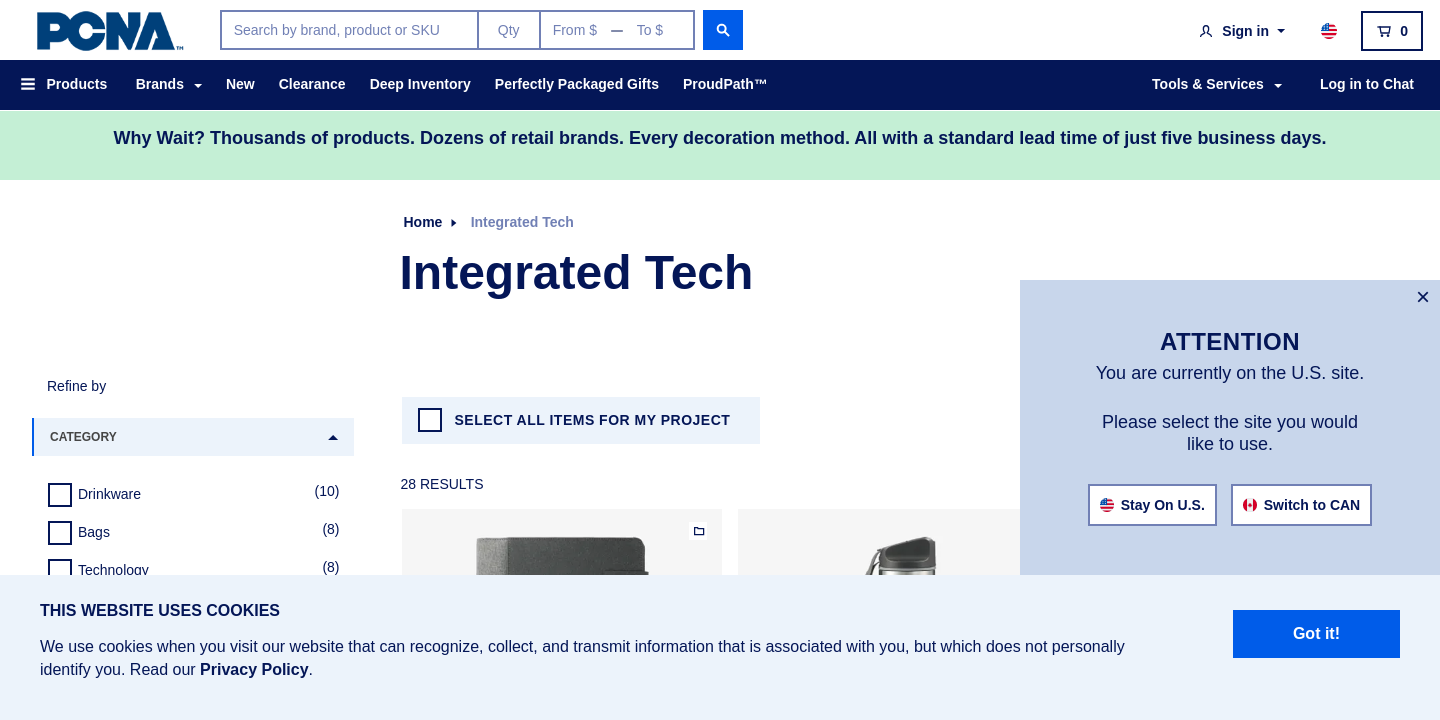 PCNA™
Search by brand, product or SKU
Qty
From $ — To $
Sign in
0
Products
Brands
New
Clearance
Deep Inventory
Perfectly Packaged Gifts
ProudPath™
Tools & Services
Log in to Chat
Why Wait? Thousands of products. Dozens of retail brands. Every decoration method. All with a standard lead time of just five business days.
Home
Integrated Tech
Integrated Tech
Refine by
CATEGORY
Drinkware (10)
Bags (8)
Technology (8)
SELECT ALL ITEMS FOR MY PROJECT
28 RESULTS
ATTENTION
You are currently on the U.S. site.
Please select the site you would
like to use.
Stay On U.S.
Switch to CAN
THIS WEBSITE USES COOKIES
We use cookies when you visit our website that can recognize, collect, and transmit information that is associated with you, but which does not personally
identify you. Read our Privacy Policy.
Got it!